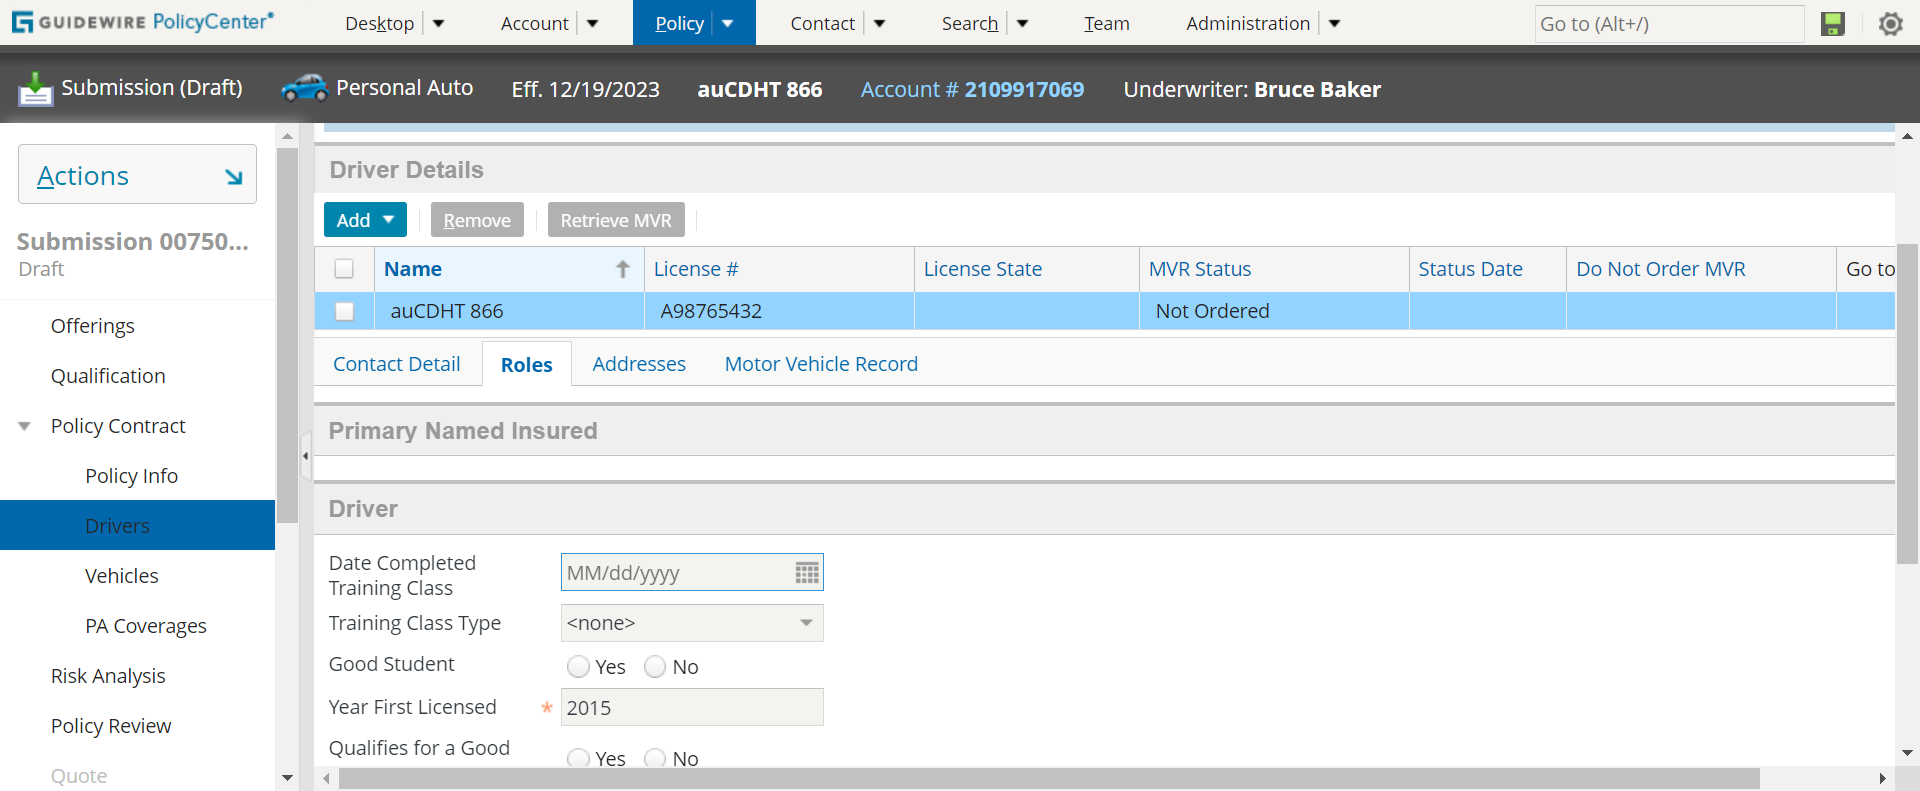 GUIDEWIRE PolicyCenter®
Desktop
Account
Policy
Contact
Search
Team
Administration
Go to (Alt+/)
Submission (Draft)
Personal Auto
Eff. 12/19/2023
auCDHT 866
Account # 2109917069
Underwriter: Bruce Baker
Actions
Submission 00750...
Draft
Offerings
Qualification
Policy Contract
Policy Info
Drivers
Vehicles
PA Coverages
Risk Analysis
Policy Review
Quote
Driver Details
Add
Remove
Retrieve MVR
Name
License #
License State
MVR Status
Status Date
Do Not Order MVR
Go to
auCDHT 866
A98765432
Not Ordered
Contact Detail
Roles
Addresses
Motor Vehicle Record
Primary Named Insured
Driver
Date Completed
Training Class
MM/dd/yyyy
Training Class Type
<none>
Good Student
Yes
No
Year First Licensed
*
2015
Qualifies for a Good
Yes
No